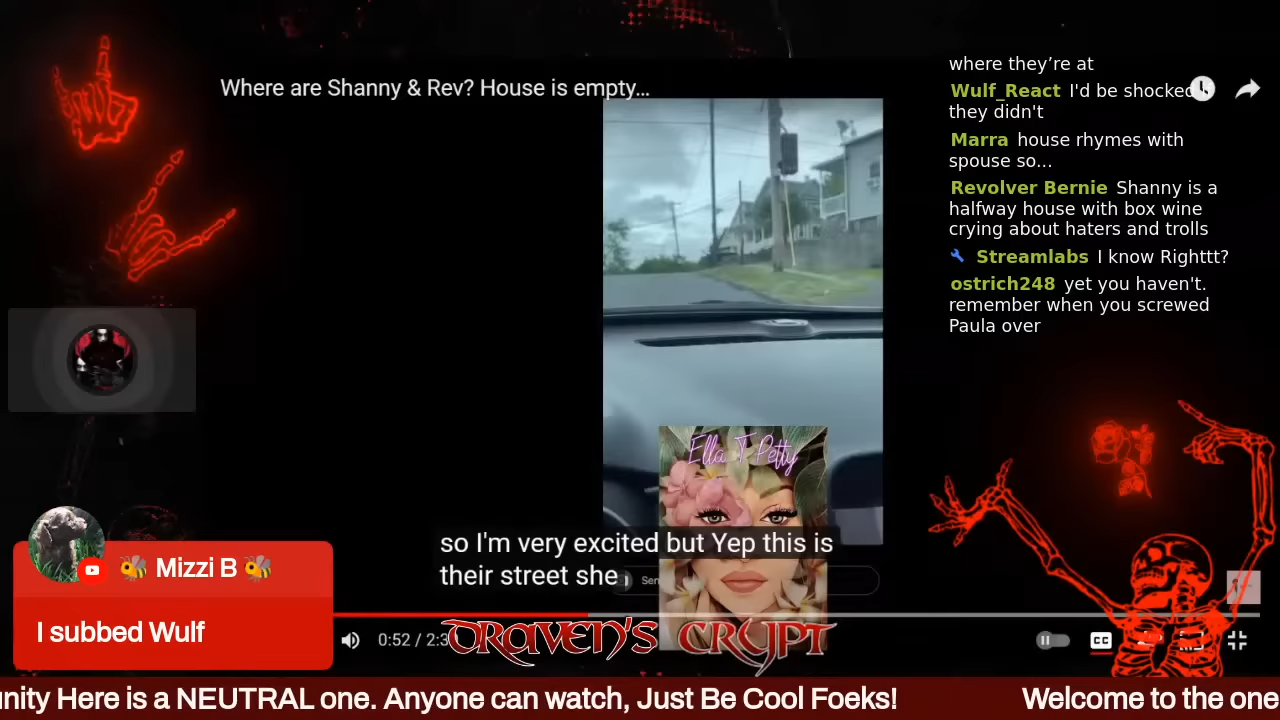 Where are Shanny & Rev? House is empty...
where they're at
Wulf_React I'd be shocked
they didn't
Marra house rhymes with
spouse so...
Revolver Bernie Shanny is a
halfway house with box wine
crying about haters and trolls
Streamlabs I know Righttt?
ostrich248 yet you haven't.
remember when you screwed
Paula over
Ella T Petty
so I'm very excited but Yep this is
their street she
Sen
Mizzi B
I subbed Wulf
0:52 / 2:3
CC
DRAVEN'S CRYPT
unity Here is a NEUTRAL one. Anyone can watch, Just Be Cool Foeks!
Welcome to the one